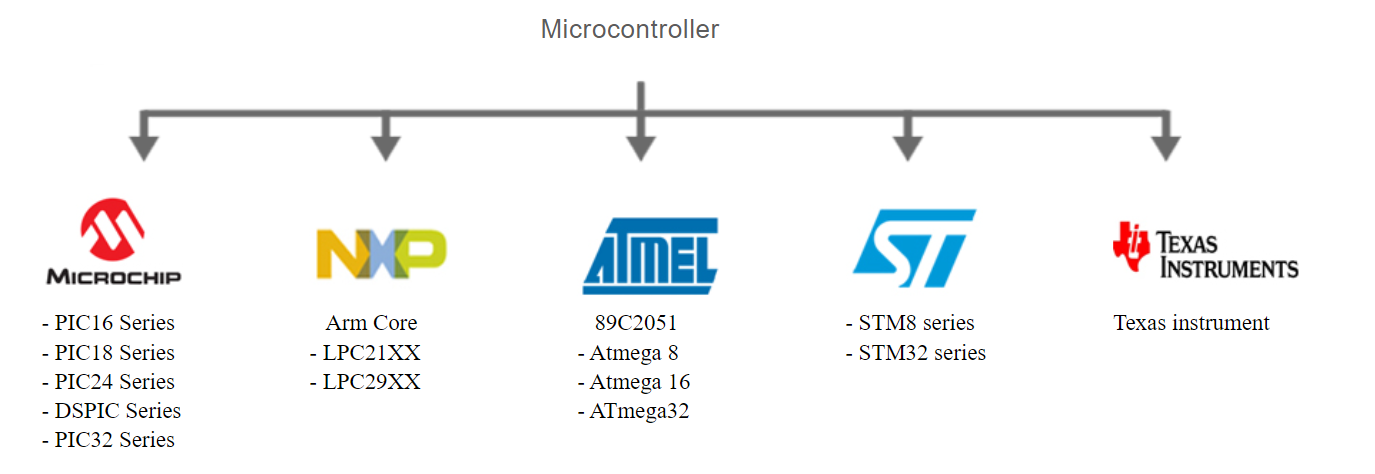 Microcontroller
MICROCHIP
- PIC16 Series
- PIC18 Series
- PIC24 Series
- DSPIC Series
- PIC32 Series
NXP
Arm Core
- LPC21XX
- LPC29XX
ATMEL
89C2051
- Atmega 8
- Atmega 16
- ATmega32
ST
- STM8 series
- STM32 series
TEXAS
INSTRUMENTS
Texas instrument